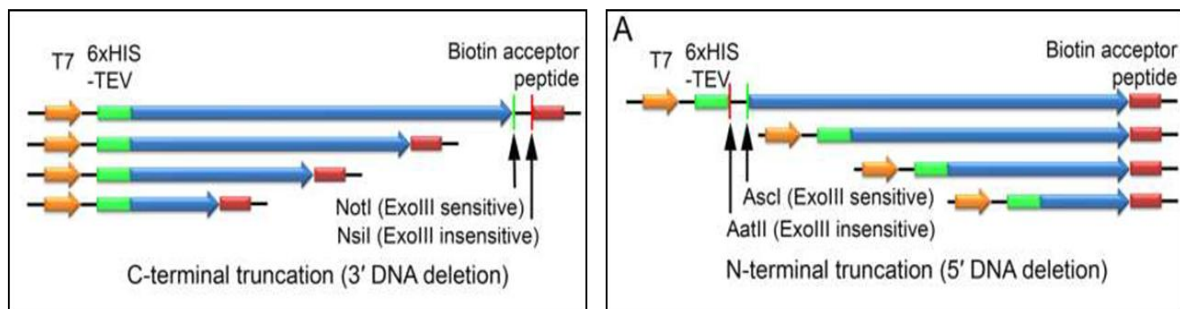 T7
6xHIS
-TEV
Biotin acceptor
peptide
NotI (ExoIII sensitive)
NsiI (ExoIII insensitive)
C-terminal truncation (3′ DNA deletion)
A
T7
6xHIS
-TEV
Biotin acceptor
peptide
AscI (ExoIII sensitive)
AatII (ExoIII insensitive)
N-terminal truncation (5′ DNA deletion)